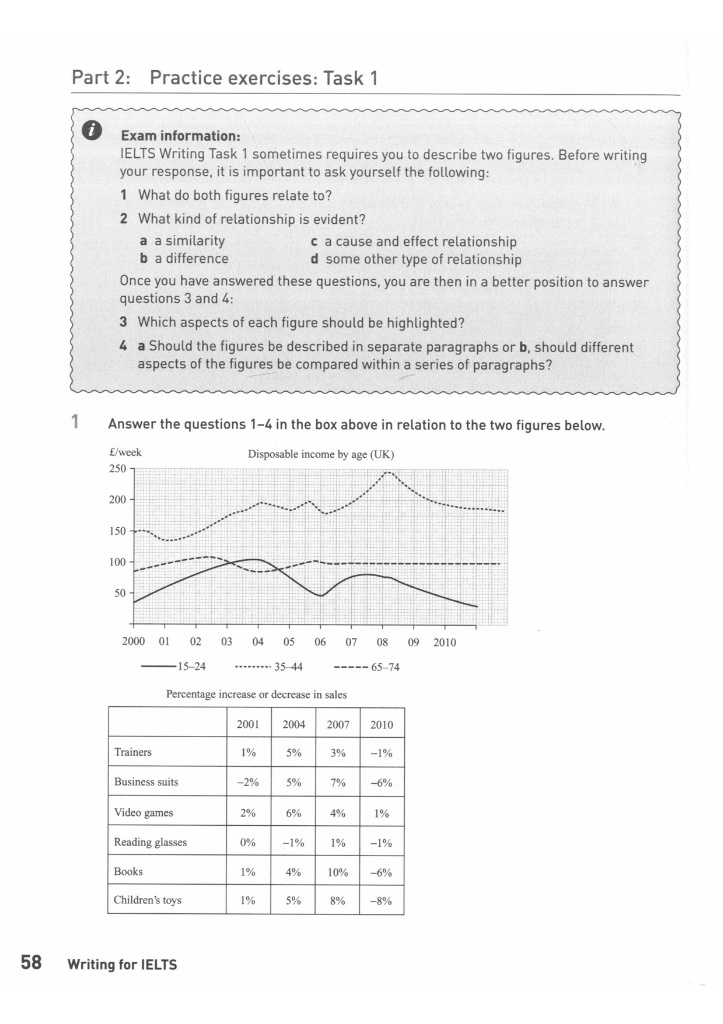 Part 2: Practice exercises: Task 1
i Exam information:
IELTS Writing Task 1 sometimes requires you to describe two figures. Before writing
your response, it is important to ask yourself the following:
1 What do both figures relate to?
2 What kind of relationship is evident?
a a similarity c a cause and effect relationship
b a difference d some other type of relationship
Once you have answered these questions, you are then in a better position to answer
questions 3 and 4:
3 Which aspects of each figure should be highlighted?
4 a Should the figures be described in separate paragraphs or b, should different
aspects of the figures be compared within a series of paragraphs?
1 Answer the questions 1–4 in the box above in relation to the two figures below.
£/week Disposable income by age (UK)
250
200
150
100
50
2000 01 02 03 04 05 06 07 08 09 2010
15–24 35–44 65–74
Percentage increase or decrease in sales
2001 2004 2007 2010
Trainers 1% 5% 3% –1%
Business suits –2% 5% 7% –6%
Video games 2% 6% 4% 1%
Reading glasses 0% –1% 1% –1%
Books 1% 4% 10% –6%
Children's toys 1% 5% 8% –8%
58 Writing for IELTS